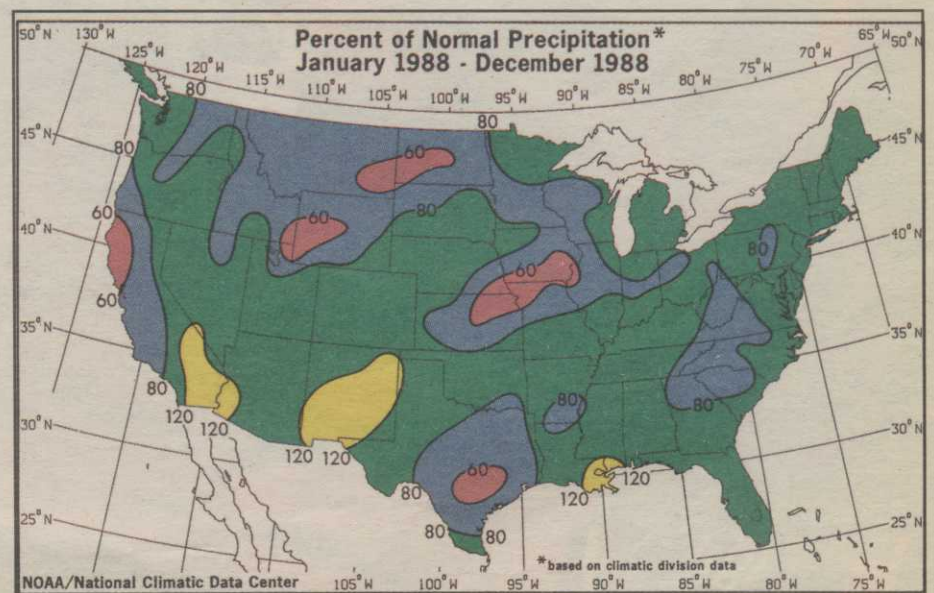 Percent of Normal Precipitation*
January 1988 - December 1988
50°N
130°W
125°W
120°W
115°W
110°W
105°W
100°W
95°W
90°W
85°W
80°W
75°W
70°W
65°W
50°N
80
80
45°N
45°N
80
60
80
60
60
40°N
40°N
80
60
60
35°N
35°N
80
80
80
120
120
30°N
30°N
120
120
60
120
120
80
80
80
25°N
25°N
*based on climatic division data
NOAA/National Climatic Data Center
105°W
100°W
95°W
90°W
85°W
80°W
75°W